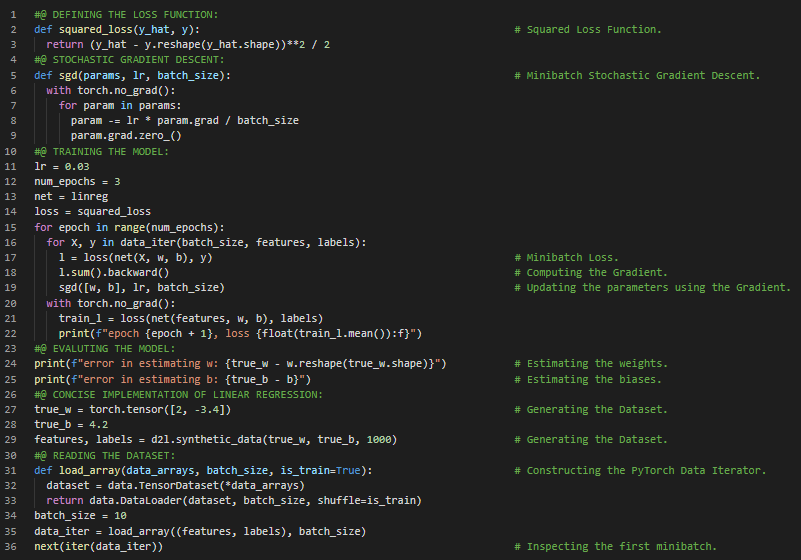 1 #@ DEFINING THE LOSS FUNCTION:
2 def squared_loss(y_hat, y): # Squared Loss Function.
3 return (y_hat - y.reshape(y_hat.shape))**2 / 2
4 #@ STOCHASTIC GRADIENT DESCENT:
5 def sgd(params, lr, batch_size): # Minibatch Stochastic Gradient Descent.
6 with torch.no_grad():
7 for param in params:
8 param -= lr * param.grad / batch_size
9 param.grad.zero_()
10 #@ TRAINING THE MODEL:
11 lr = 0.03
12 num_epochs = 3
13 net = linreg
14 loss = squared_loss
15 for epoch in range(num_epochs):
16 for X, y in data_iter(batch_size, features, labels):
17 l = loss(net(X, w, b), y) # Minibatch Loss.
18 l.sum().backward() # Computing the Gradient.
19 sgd([w, b], lr, batch_size) # Updating the parameters using the Gradient.
20 with torch.no_grad():
21 train_l = loss(net(features, w, b), labels)
22 print(f"epoch {epoch + 1}, loss {float(train_l.mean()):f}")
23 #@ EVALUTING THE MODEL:
24 print(f"error in estimating w: {true_w - w.reshape(true_w.shape)}") # Estimating the weights.
25 print(f"error in estimating b: {true_b - b}") # Estimating the biases.
26 #@ CONCISE IMPLEMENTATION OF LINEAR REGRESSION:
27 true_w = torch.tensor([2, -3.4]) # Generating the Dataset.
28 true_b = 4.2
29 features, labels = d2l.synthetic_data(true_w, true_b, 1000) # Generating the Dataset.
30 #@ READING THE DATASET:
31 def load_array(data_arrays, batch_size, is_train=True): # Constructing the PyTorch Data Iterator.
32 dataset = data.TensorDataset(*data_arrays)
33 return data.DataLoader(dataset, batch_size, shuffle=is_train)
34 batch_size = 10
35 data_iter = load_array((features, labels), batch_size)
36 next(iter(data_iter)) # Inspecting the first minibatch.